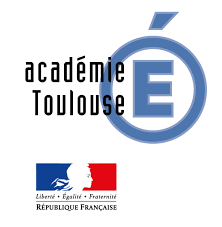 académie
Toulouse
É
Liberté • Égalité • Fraternité
RÉPUBLIQUE FRANÇAISE